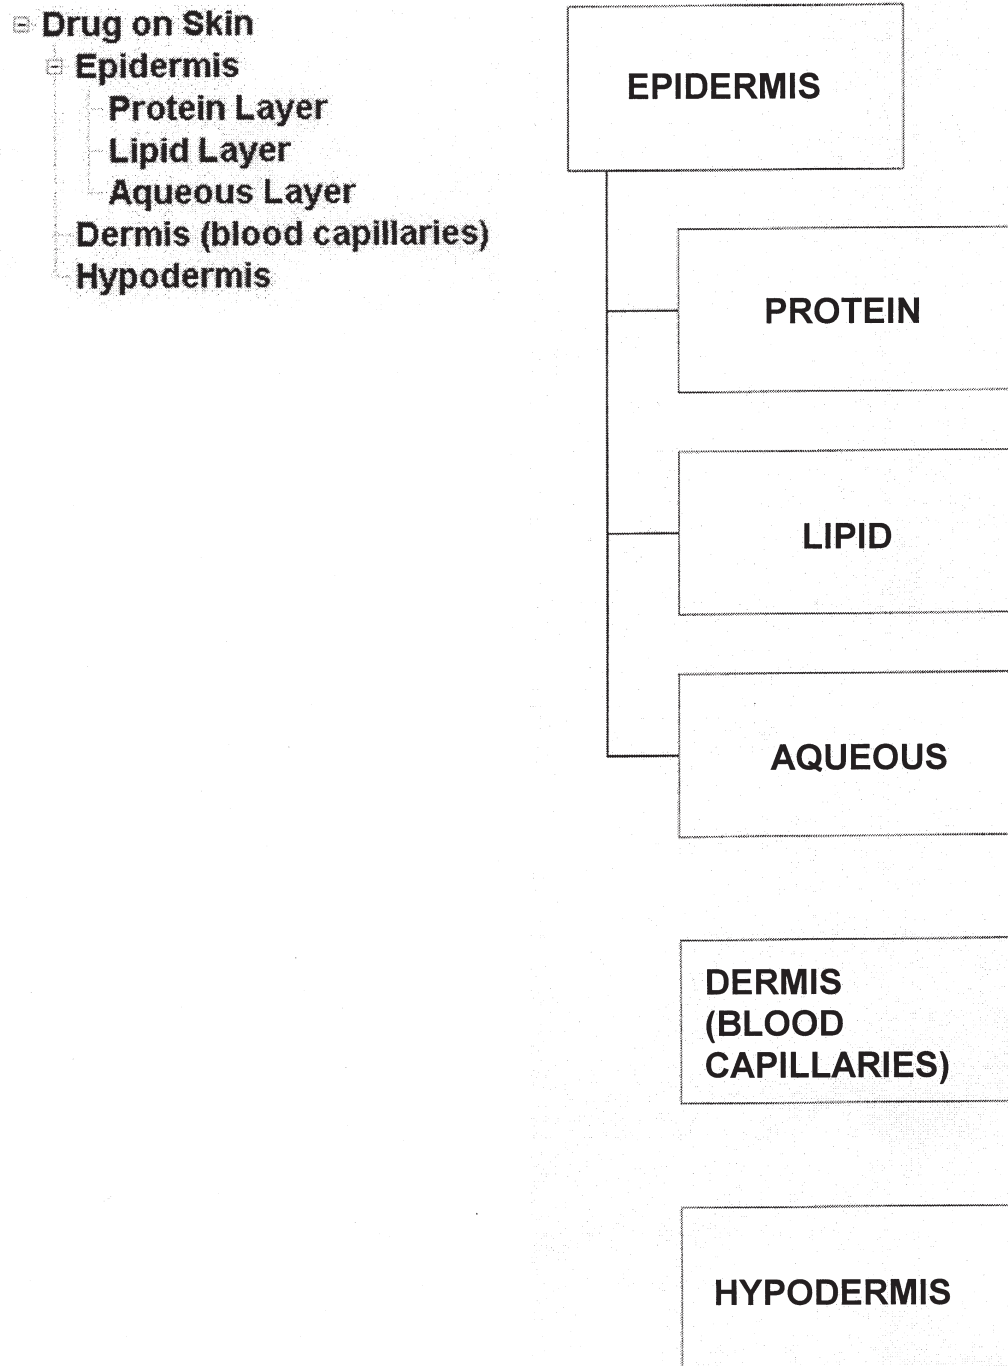 Drug on Skin
Epidermis
Protein Layer
Lipid Layer
Aqueous Layer
Dermis (blood capillaries)
Hypodermis
EPIDERMIS
PROTEIN
LIPID
AQUEOUS
DERMIS
(BLOOD
CAPILLARIES)
HYPODERMIS